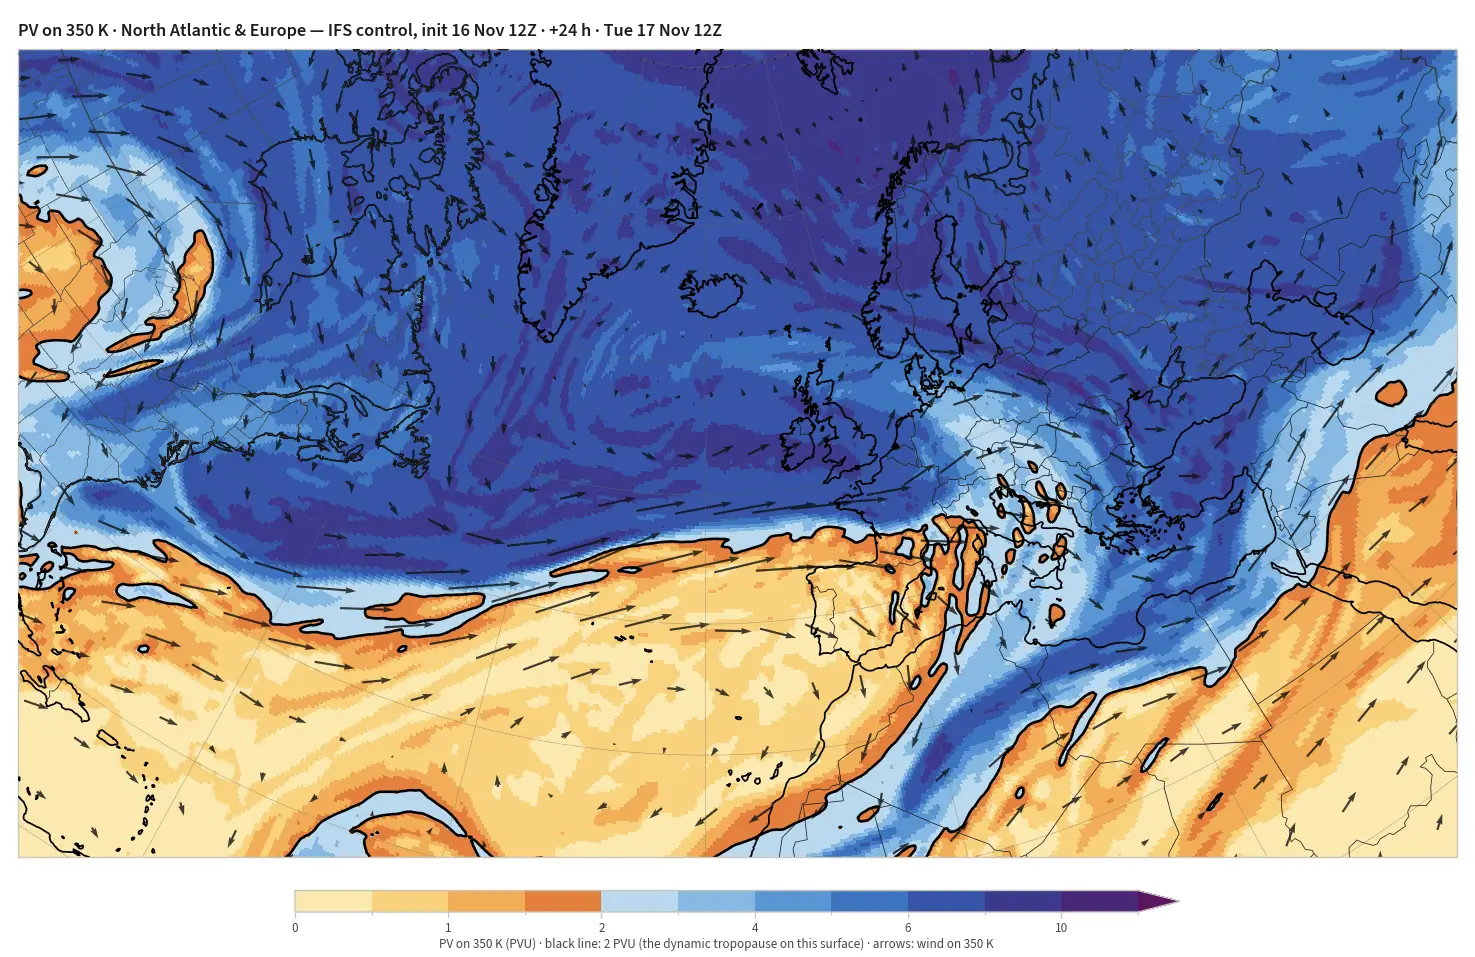 PV on 350 K · North Atlantic & Europe — IFS control, init 16 Nov 12Z · +24 h · Tue 17 Nov 12Z
0 1 2 4 6 10
PV on 350 K (PVU) · black line: 2 PVU (the dynamic tropopause on this surface) · arrows: wind on 350 K